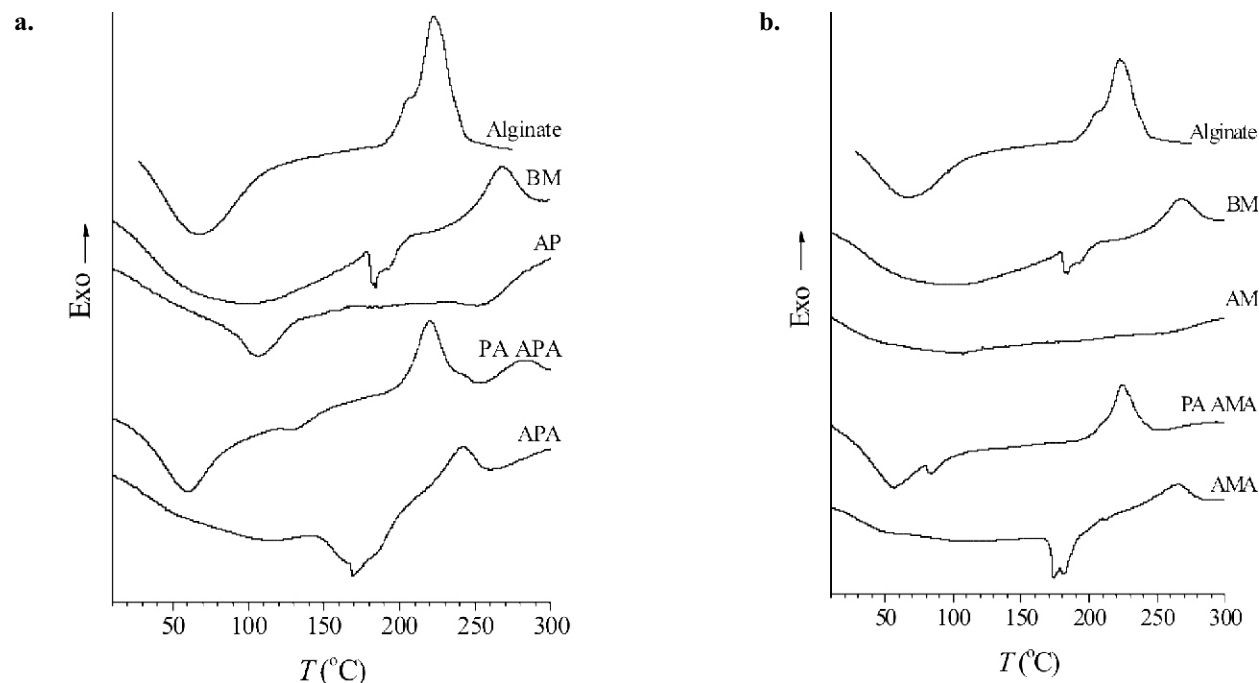 a.
Alginate
BM
AP
PA APA
APA
Exo
50 100 150 200 250 300
T (°C)
b.
Alginate
BM
AM
PA AMA
AMA
Exo
50 100 150 200 250 300
T (°C)